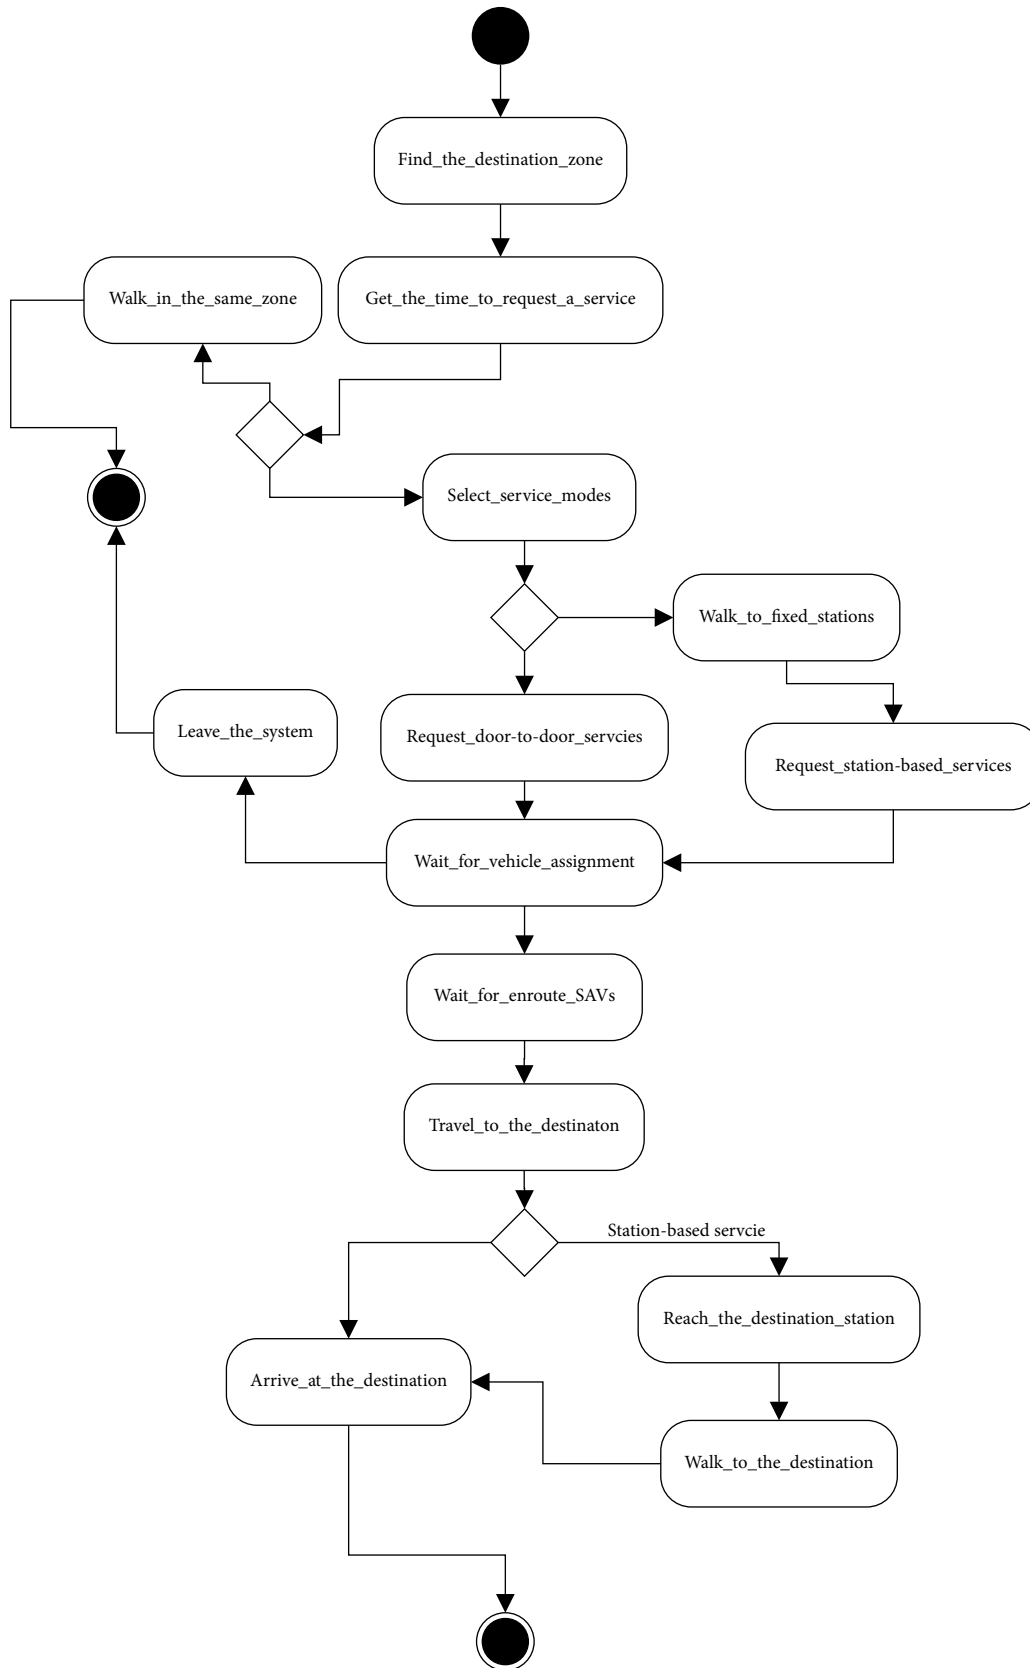 Find_the_destination_zone
Walk_in_the_same_zone
Get_the_time_to_request_a_service
Select_service_modes
Walk_to_fixed_stations
Leave_the_system
Request_door-to-door_servcies
Request_station-based_services
Wait_for_vehicle_assignment
Wait_for_enroute_SAVs
Travel_to_the_destinaton
Station-based servcie
Reach_the_destination_station
Arrive_at_the_destination
Walk_to_the_destination